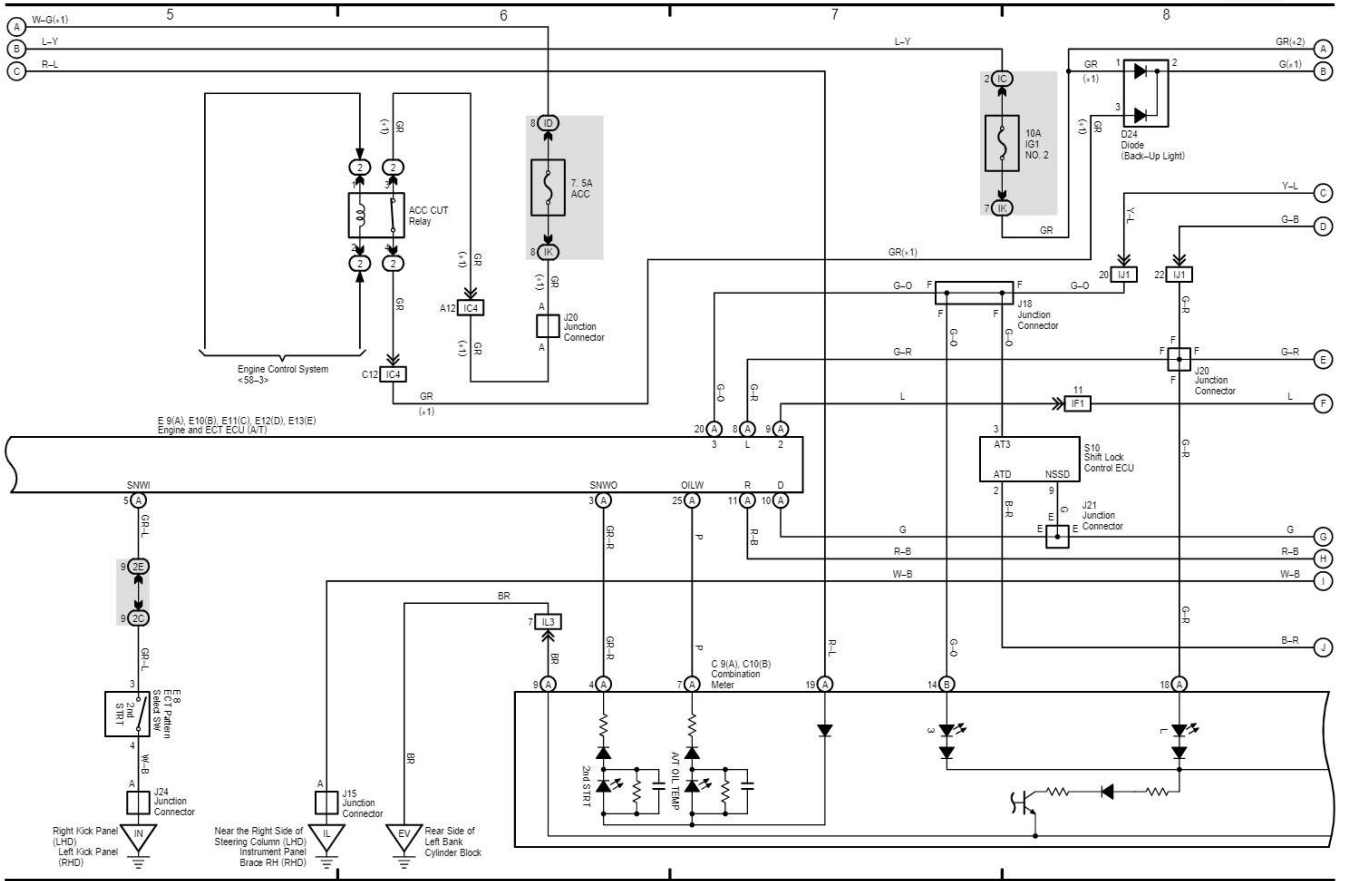 5 6 7 8
A W–G(*1)
B L–Y L–Y GR(*2) A
C R–L GR (*1) 1 2 G(*1) B
2 IC
3
8 ID
10A
IG1
NO. 2
D24
Diode
(Back–Up Light)
GR (*1)
GR (*1)
GR (*1)
2 2
1 3
7. 5A
ACC
ACC CUT
Relay
2 4
2 2
7 IK
GR
Y–L C
Y–L
G–B D
8 IK
GR(*1)
GR (*1)
GR (*1)
20 IJ1 22 IJ1
G–O F F G–O
F F
J18
Junction
Connector
GR
A12 IC4
A
J20
Junction
Connector
A
GR (*1)
G–O G–O G–R
G–R F F F F G–R E
J20
Junction
Connector
Engine Control System
<58–3>
C12 IC4
GR
(*1)
G–O G–R
L 11 IF1 L F
E 9(A), E10(B), E11(C), E12(D), E13(E)
Engine and ECT ECU (A/T)
20 A 8 A 9 A
3 L 2
3
AT3
S10
Shift Lock
Control ECU
ATD NSSD
2 9
G–R
SNWI SNWO OILW R D
5 A 3 A 25 A 11 A 10 A
B–R G
J21
Junction
Connector
E
E E
GR–L GR–R P R–B
G G G
R–B R–B H
W–B W–B I
9 2E
9 2C
BR
7 IL3
BR
GR–R P R–L G–O G–R
B–R J
GR–L
C 9(A), C10(B)
Combination
Meter
3
E 8
ECT Pattern
Select SW
2nd
STRT
4
9 A 4 A 7 A 19 A 14 B 18 A
W–B
BR
2nd STRT
A/T OIL TEMP
3 L
A
J24
Junction
Connector
A
J15
Junction
Connector
Right Kick Panel
(LHD)
Left Kick Panel
(RHD)
IN
Near the Right Side of
Steering Column (LHD)
Instrument Panel
Brace RH (RHD)
IL
EV
Rear Side of
Left Bank
Cylinder Block